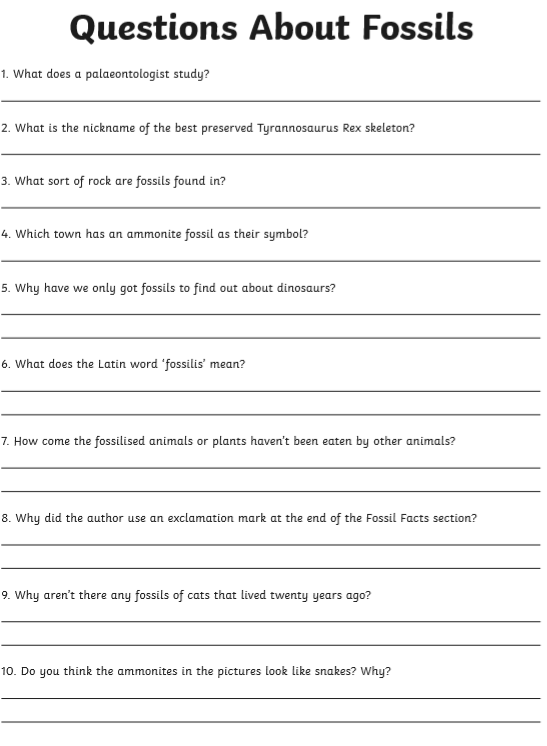 Questions About Fossils
1. What does a palaeontologist study?
2. What is the nickname of the best preserved Tyrannosaurus Rex skeleton?
3. What sort of rock are fossils found in?
4. Which town has an ammonite fossil as their symbol?
5. Why have we only got fossils to find out about dinosaurs?
6. What does the Latin word ‘fossilis’ mean?
7. How come the fossilised animals or plants haven’t been eaten by other animals?
8. Why did the author use an exclamation mark at the end of the Fossil Facts section?
9. Why aren’t there any fossils of cats that lived twenty years ago?
10. Do you think the ammonites in the pictures look like snakes? Why?